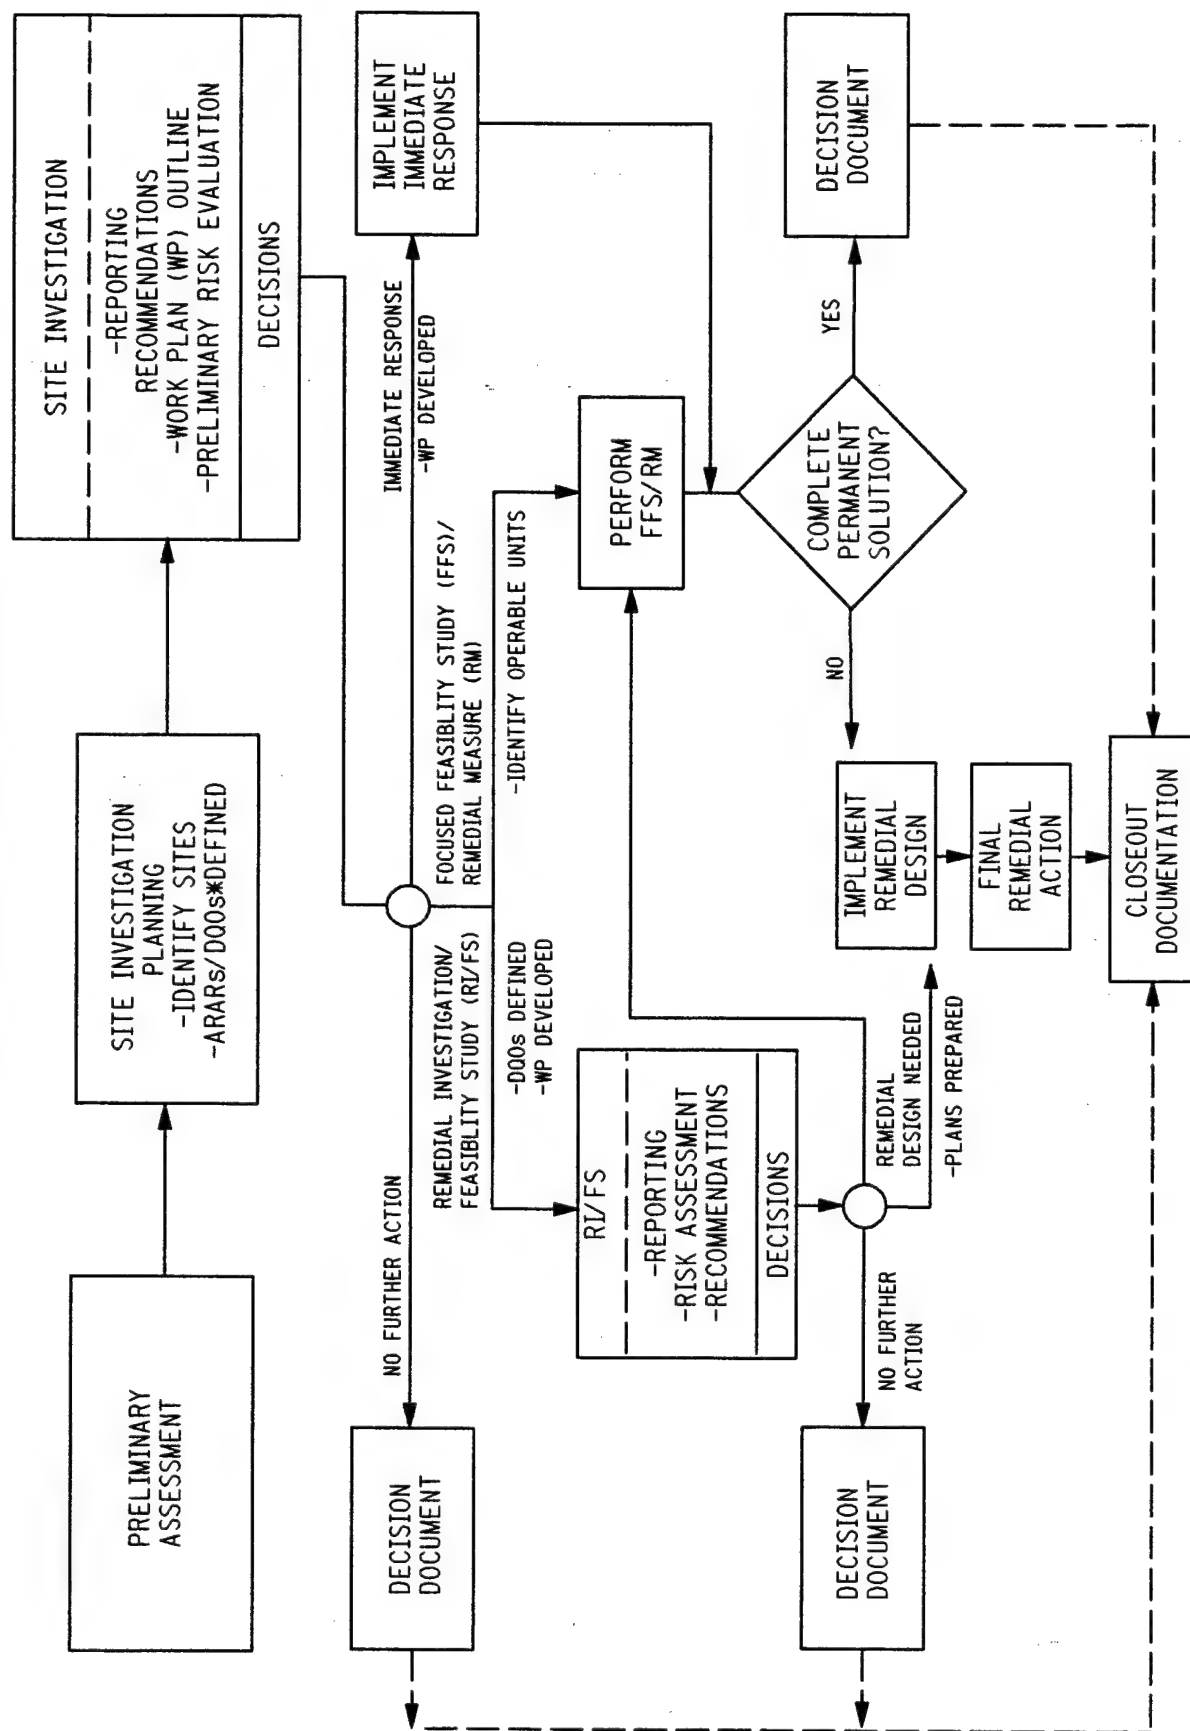 PRELIMINARY
ASSESSMENT
SITE INVESTIGATION
PLANNING
-IDENTIFY SITES
-ARARs/DQOs*DEFINED
SITE INVESTIGATION
-REPORTING
RECOMMENDATIONS
-WORK PLAN (WP) OUTLINE
-PRELIMINARY RISK EVALUATION
DECISIONS
DECISION
DOCUMENT
NO FURTHER ACTION
IMMEDIATE RESPONSE
-WP DEVELOPED
IMPLEMENT
IMMEDIATE
RESPONSE
REMEDIAL INVESTIGATION/
FEASIBLITY STUDY (RI/FS)
-DQOs DEFINED
-WP DEVELOPED
FOCUSED FEASIBLITY STUDY (FFS)/
REMEDIAL MEASURE (RM)
-IDENTIFY OPERABLE UNITS
RI/FS
-REPORTING
-RISK ASSESSMENT
-RECOMMENDATIONS
DECISIONS
PERFORM
FFS/RM
DECISION
DOCUMENT
NO FURTHER
ACTION
REMEDIAL
DESIGN NEEDED
-PLANS PREPARED
COMPLETE
PERMANENT
SOLUTION?
NO
YES
DECISION
DOCUMENT
IMPLEMENT
REMEDIAL
DESIGN
FINAL
REMEDIAL
ACTION
CLOSEOUT
DOCUMENTATION